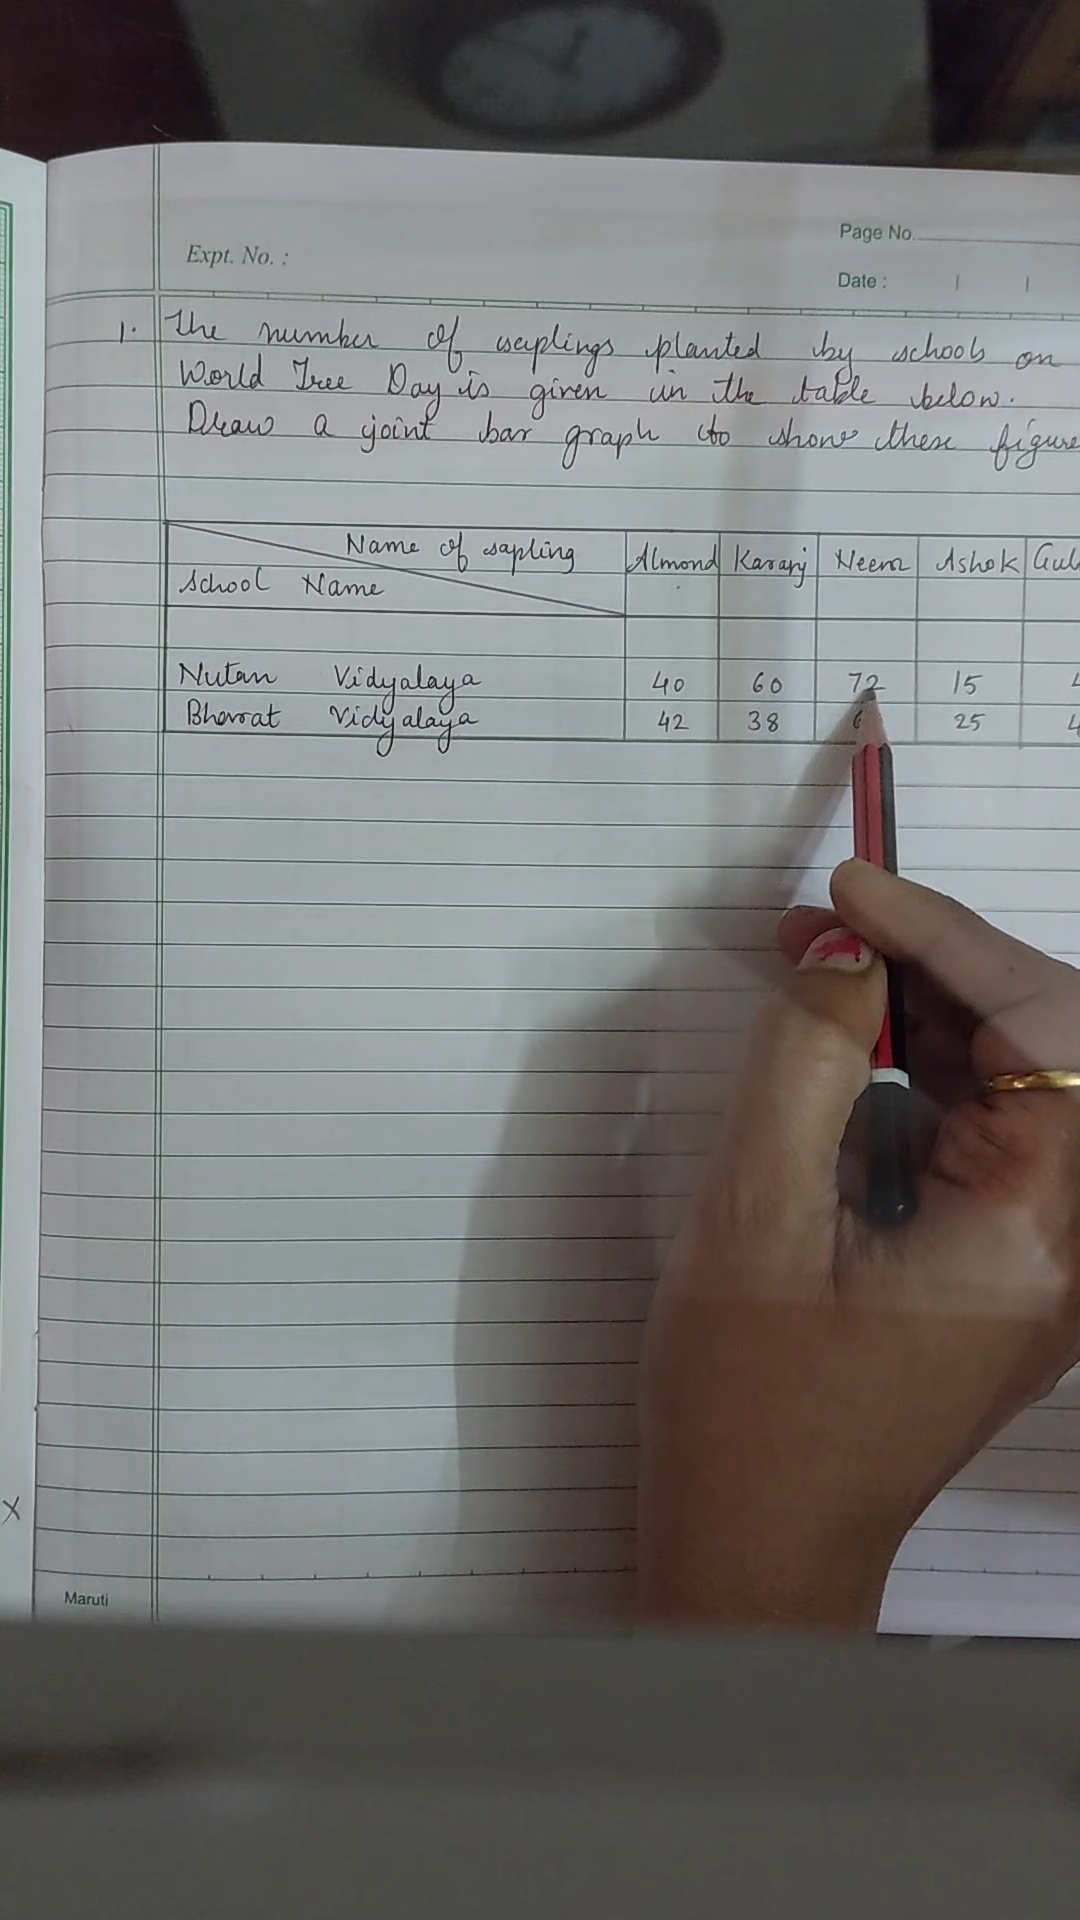 Page No.
Expt. No. :
Date :
1. The number of saplings planted by schools on
World Tree Day is given in the table below.
Draw a joint bar graph to show these figure
Name of sapling Almond Karanj Neem Ashok Gul
School Name
Nutan Vidyalaya 40 60 72 15
Bharat Vidyalaya 42 38 25
X
Maruti